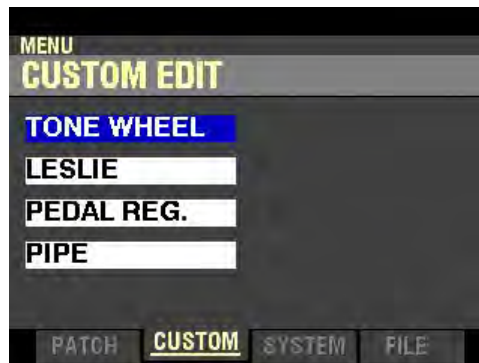 MENU
CUSTOM EDIT
TONE WHEEL
LESLIE
PEDAL REG.
PIPE
PATCH CUSTOM SYSTEM FILE